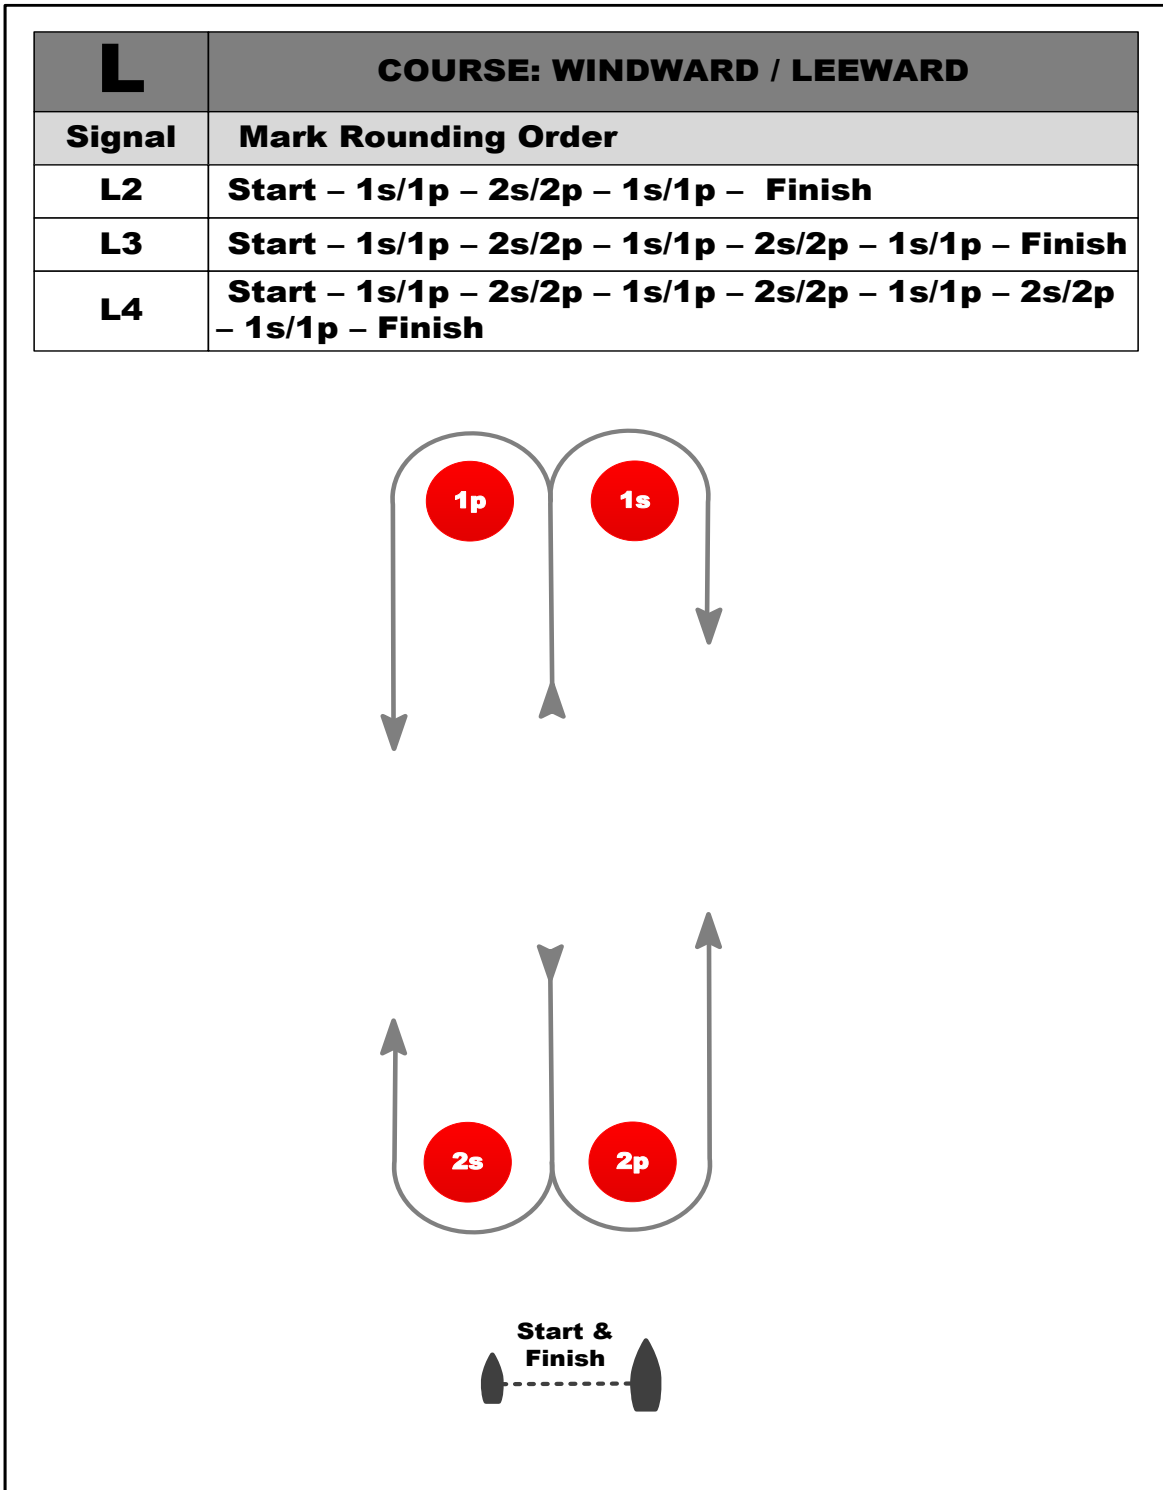 L
COURSE: WINDWARD / LEEWARD
Signal
Mark Rounding Order
L2
Start – 1s/1p – 2s/2p – 1s/1p – Finish
L3
Start – 1s/1p – 2s/2p – 1s/1p – 2s/2p – 1s/1p – Finish
L4
Start – 1s/1p – 2s/2p – 1s/1p – 2s/2p – 1s/1p – 2s/2p
– 1s/1p – Finish
1p
1s
2s
2p
Start &
Finish